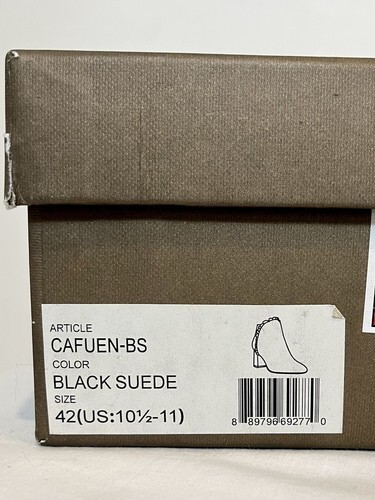 ARTICLE
CAFUEN-BS
COLOR
BLACK SUEDE
SIZE
42(US:10½-11)
8 89796 69277 0